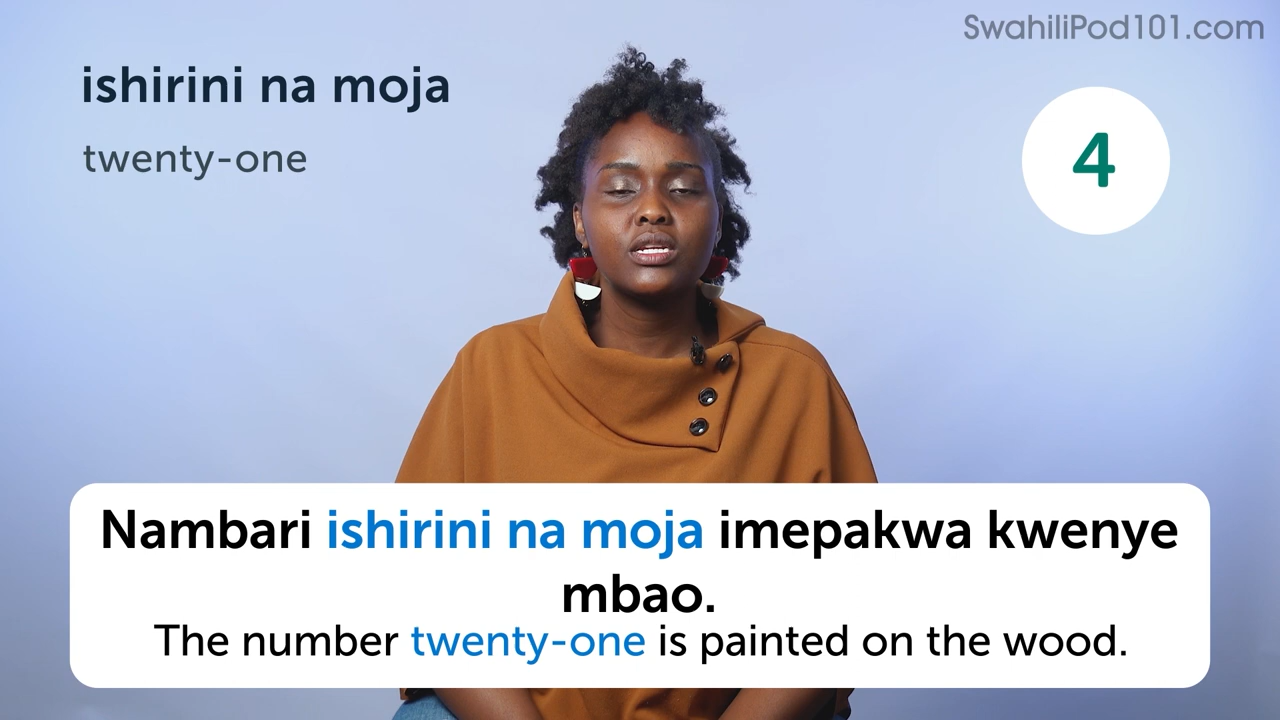 SwahiliPod101.com
ishirini na moja
twenty-one
4
Nambari ishirini na moja imepakwa kwenye
mbao.
The number twenty-one is painted on the wood.